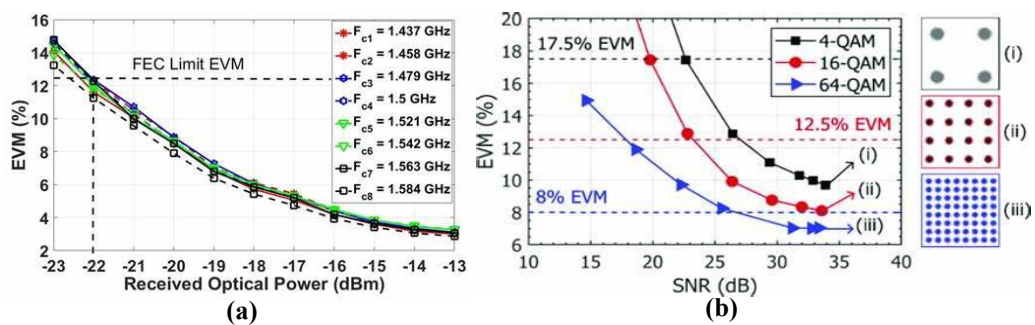 16
14
12
10
8
6
4
2
EVM (%)
FEC Limit EVM
Fc1 = 1.437 GHz
Fc2 = 1.458 GHz
Fc3 = 1.479 GHz
Fc4 = 1.5 GHz
Fc5 = 1.521 GHz
Fc6 = 1.542 GHz
Fc7 = 1.563 GHz
Fc8 = 1.584 GHz
-23 -22 -21 -20 -19 -18 -17 -16 -15 -14 -13
Received Optical Power (dBm)
(a)
b
20
18
16
14
12
10
8
6
EVM (%)
17.5% EVM
12.5% EVM
8% EVM
4-QAM
16-QAM
64-QAM
(i)
(ii)
(iii)
10 15 20 25 30 35 40
SNR (dB)
(i)
(ii)
(iii)
(b)